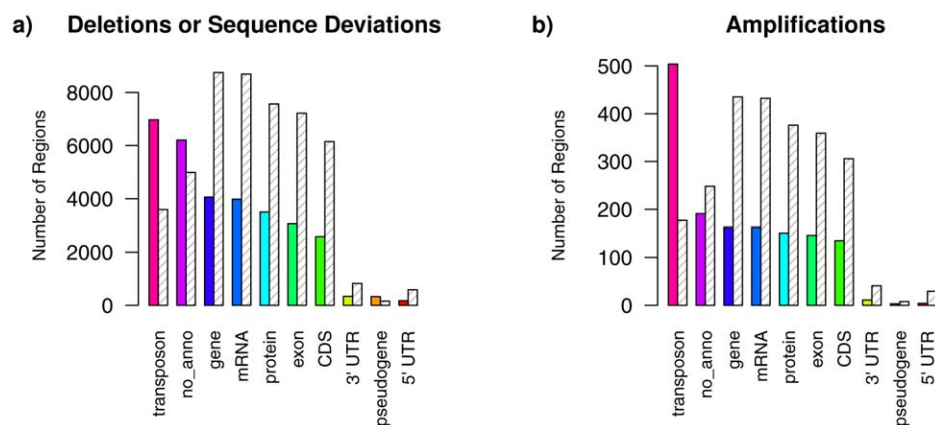 a) Deletions or Sequence Deviations
Number of Regions
8000
6000
4000
2000
0
transposon
no_anno
gene
mRNA
protein
exon
CDS
3' UTR
pseudogene
5' UTR
b) Amplifications
Number of Regions
500
400
300
200
100
0
transposon
no_anno
gene
mRNA
protein
exon
CDS
3' UTR
pseudogene
5' UTR